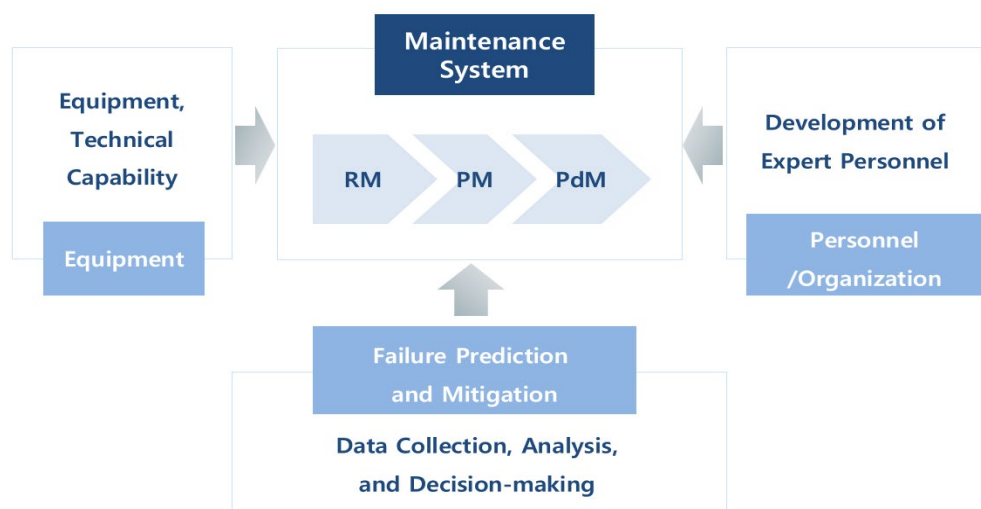 Maintenance
System
Equipment,
Technical
Capability
Equipment
RM
PM
PdM
Development of
Expert Personnel
Personnel
/Organization
Failure Prediction
and Mitigation
Data Collection, Analysis,
and Decision-making